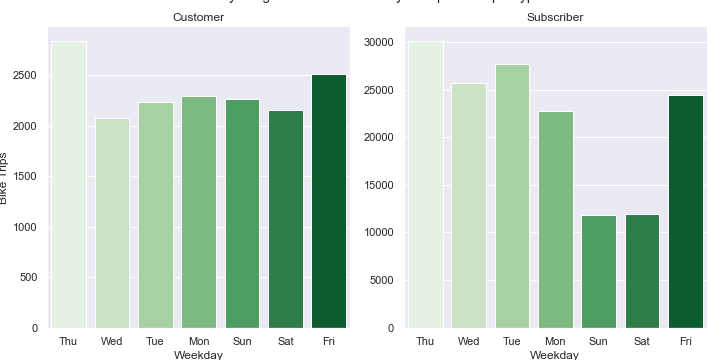 Customer
Subscriber
Bike Trips
2500
2000
1500
1000
500
0
Thu Wed Tue Mon Sun Sat Fri
Weekday
30000
25000
20000
15000
10000
5000
0
Thu Wed Tue Mon Sun Sat Fri
Weekday